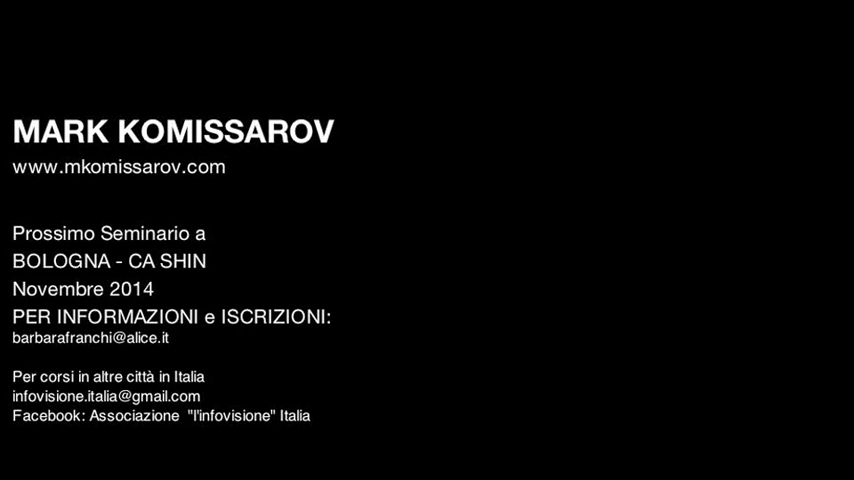 MARK KOMISSAROV
www.mkomissarov.com
Prossimo Seminario a
BOLOGNA - CA SHIN
Novembre 2014
PER INFORMAZIONI e ISCRIZIONI:
barbarafranchi@alice.it
Per corsi in altre città in Italia
infovisione.italia@gmail.com
Facebook: Associazione "l'infovisione" Italia